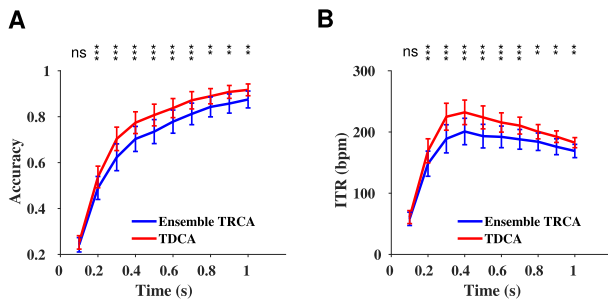 A
B
ns *** *** *** *** *** *** ** ** **
ns *** *** *** *** *** *** ** ** **
1
0.8
0.6
0.4
0.2
Accuracy
Ensemble TRCA
TDCA
0 0.2 0.4 0.6 0.8 1
Time (s)
300
200
100
0
ITR (bpm)
Ensemble TRCA
TDCA
0 0.2 0.4 0.6 0.8 1
Time (s)